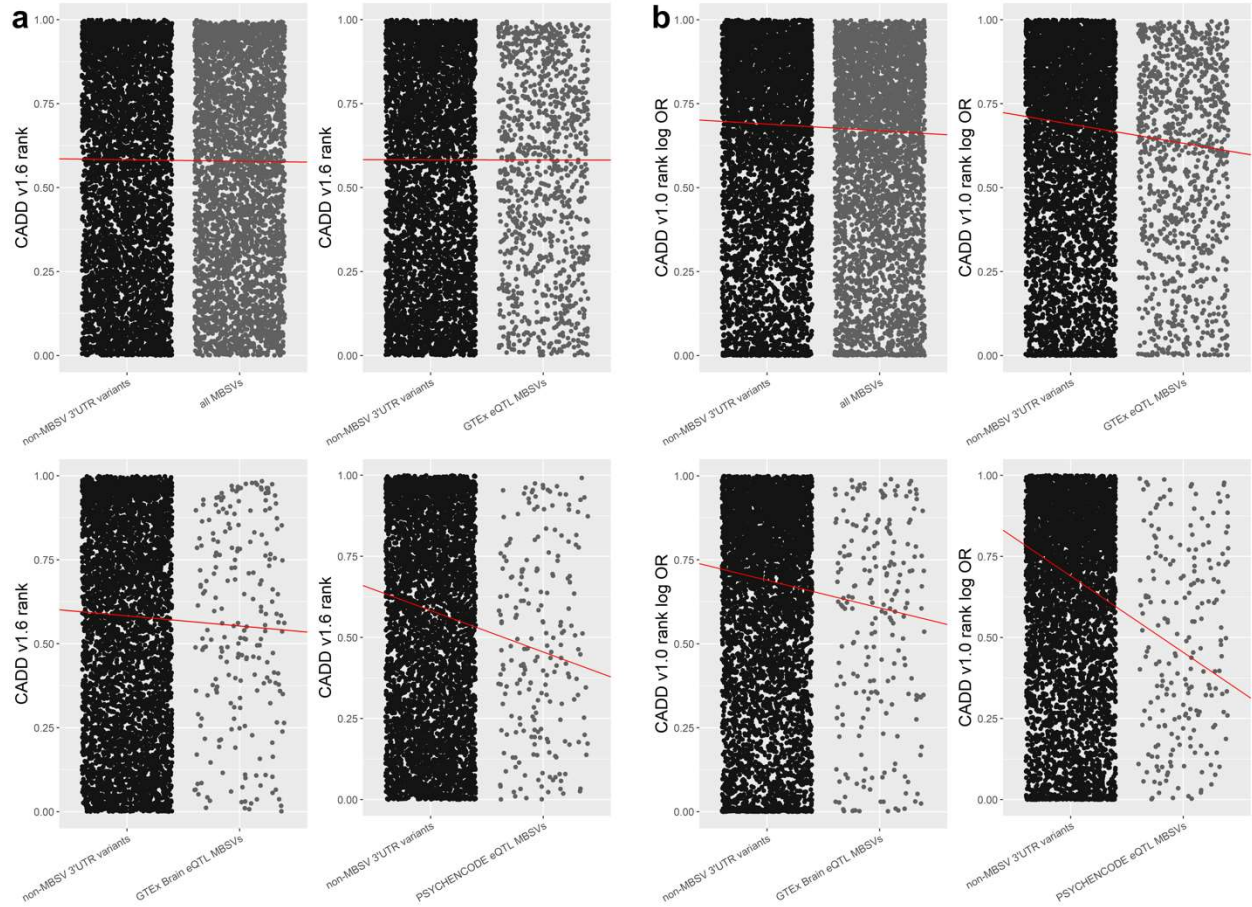 a
CADD v1.6 rank
1.00
0.75
0.50
0.25
0.00
non-MBSV 3'UTR variants
all MBSVs
CADD v1.6 rank
1.00
0.75
0.50
0.25
0.00
non-MBSV 3'UTR variants
GTEx eQTL MBSVs
b
CADD v1.0 rank log OR
1.00
0.75
0.50
0.25
0.00
non-MBSV 3'UTR variants
all MBSVs
CADD v1.0 rank log OR
1.00
0.75
0.50
0.25
0.00
non-MBSV 3'UTR variants
GTEx eQTL MBSVs
CADD v1.6 rank
1.00
0.75
0.50
0.25
0.00
non-MBSV 3'UTR variants
GTEx Brain eQTL MBSVs
CADD v1.6 rank
1.00
0.75
0.50
0.25
0.00
non-MBSV 3'UTR variants
PSYCHENCODE eQTL MBSVs
CADD v1.0 rank log OR
1.00
0.75
0.50
0.25
0.00
non-MBSV 3'UTR variants
GTEx Brain eQTL MBSVs
CADD v1.0 rank log OR
1.00
0.75
0.50
0.25
0.00
non-MBSV 3'UTR variants
PSYCHENCODE eQTL MBSVs